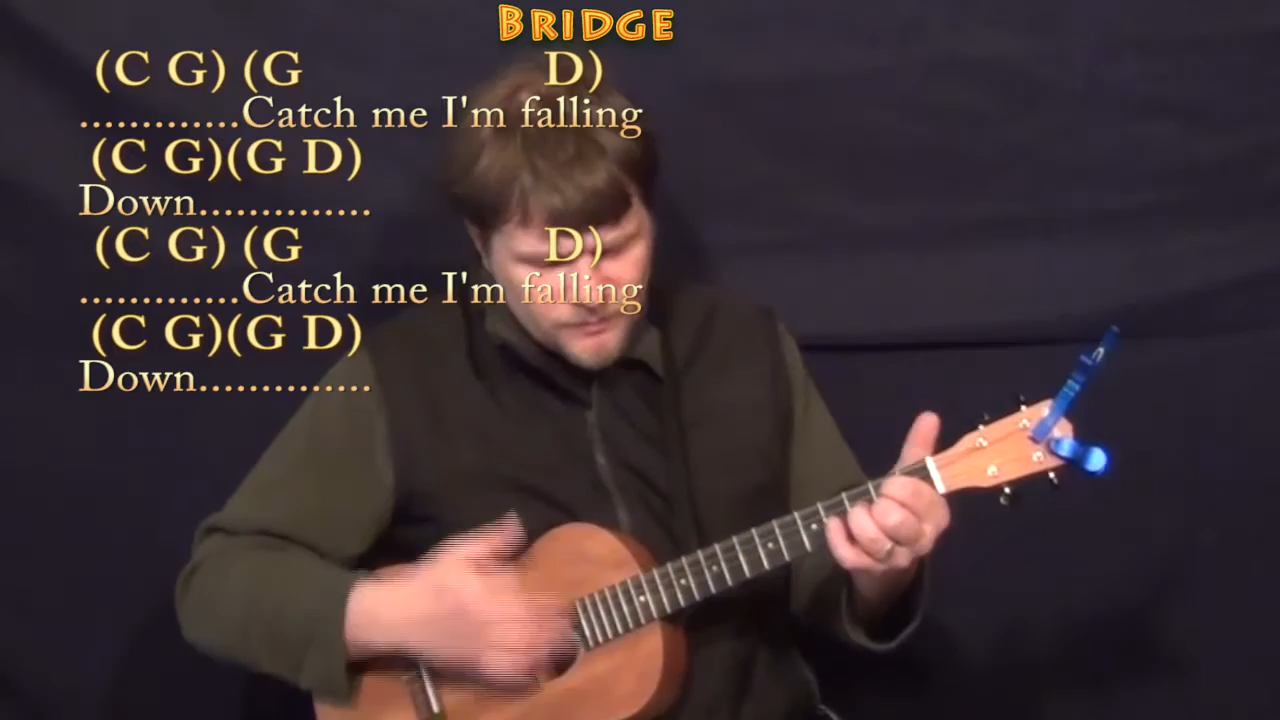 BRIDGE
(C G) (G D)
.............Catch me I'm falling
(C G)(G D)
Down..............
(C G) (G D)
.............Catch me I'm falling
(C G)(G D)
Down..............